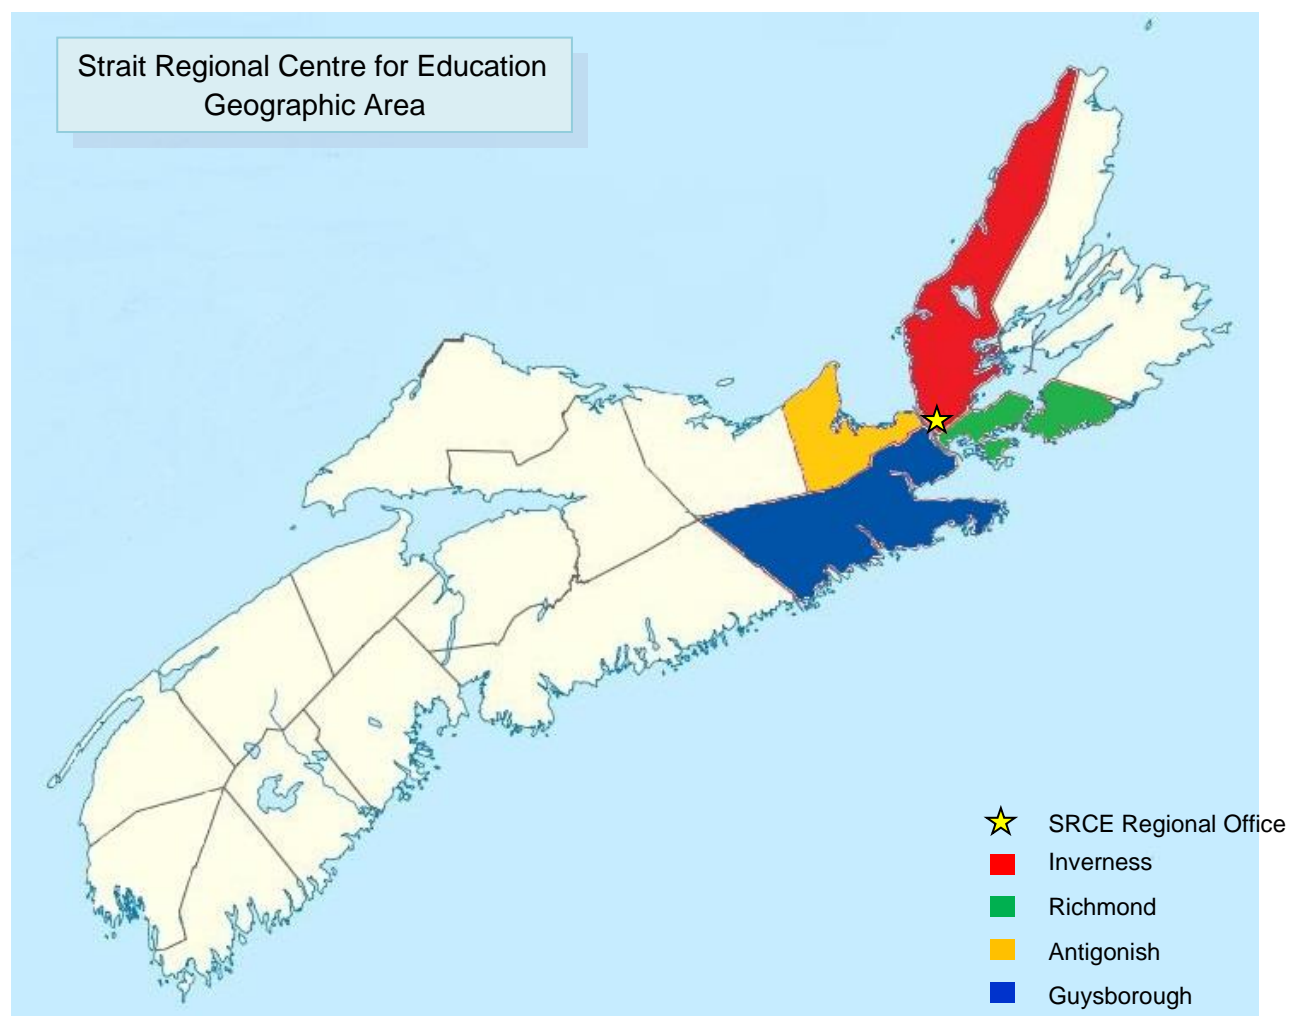 Strait Regional Centre for Education
Geographic Area
SRCE Regional Office
Inverness
Richmond
Antigonish
Guysborough